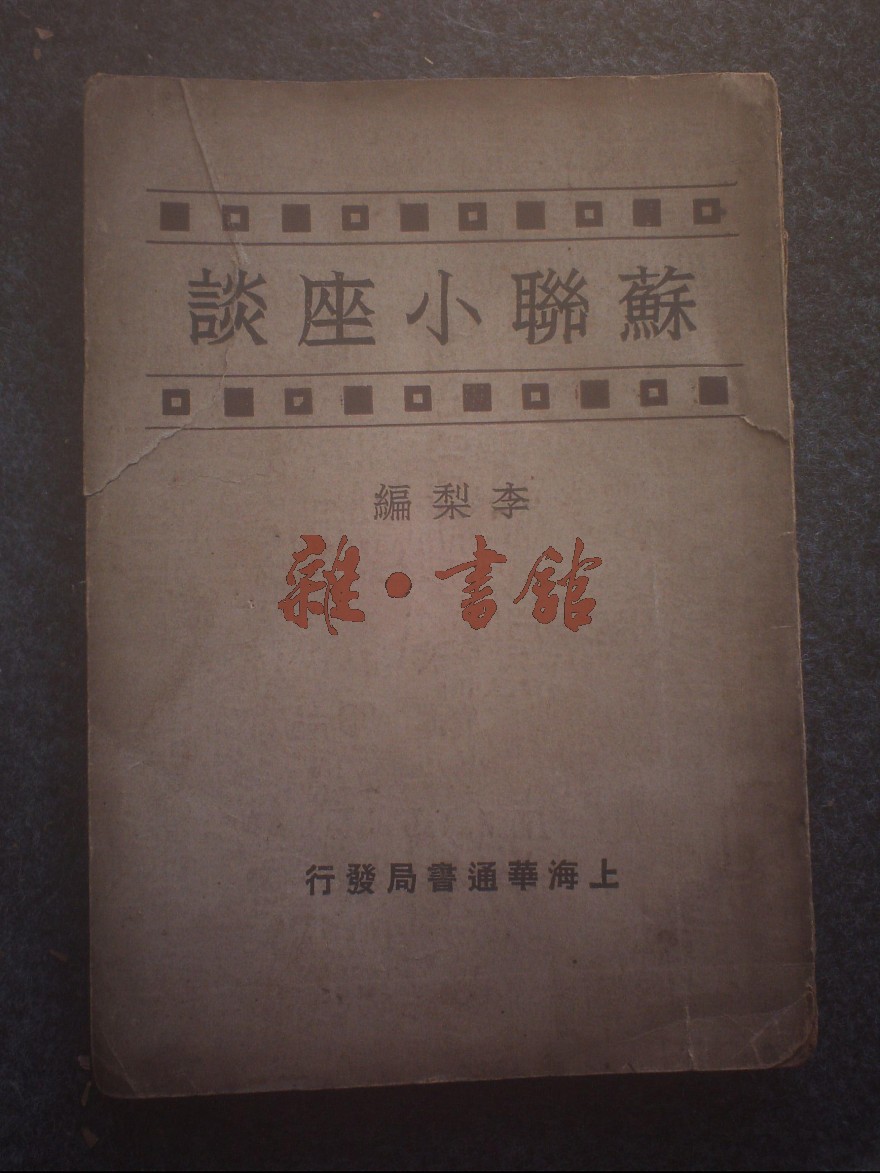 蘇聯小座談
李梨編
雜·書館
上海華通書局發行